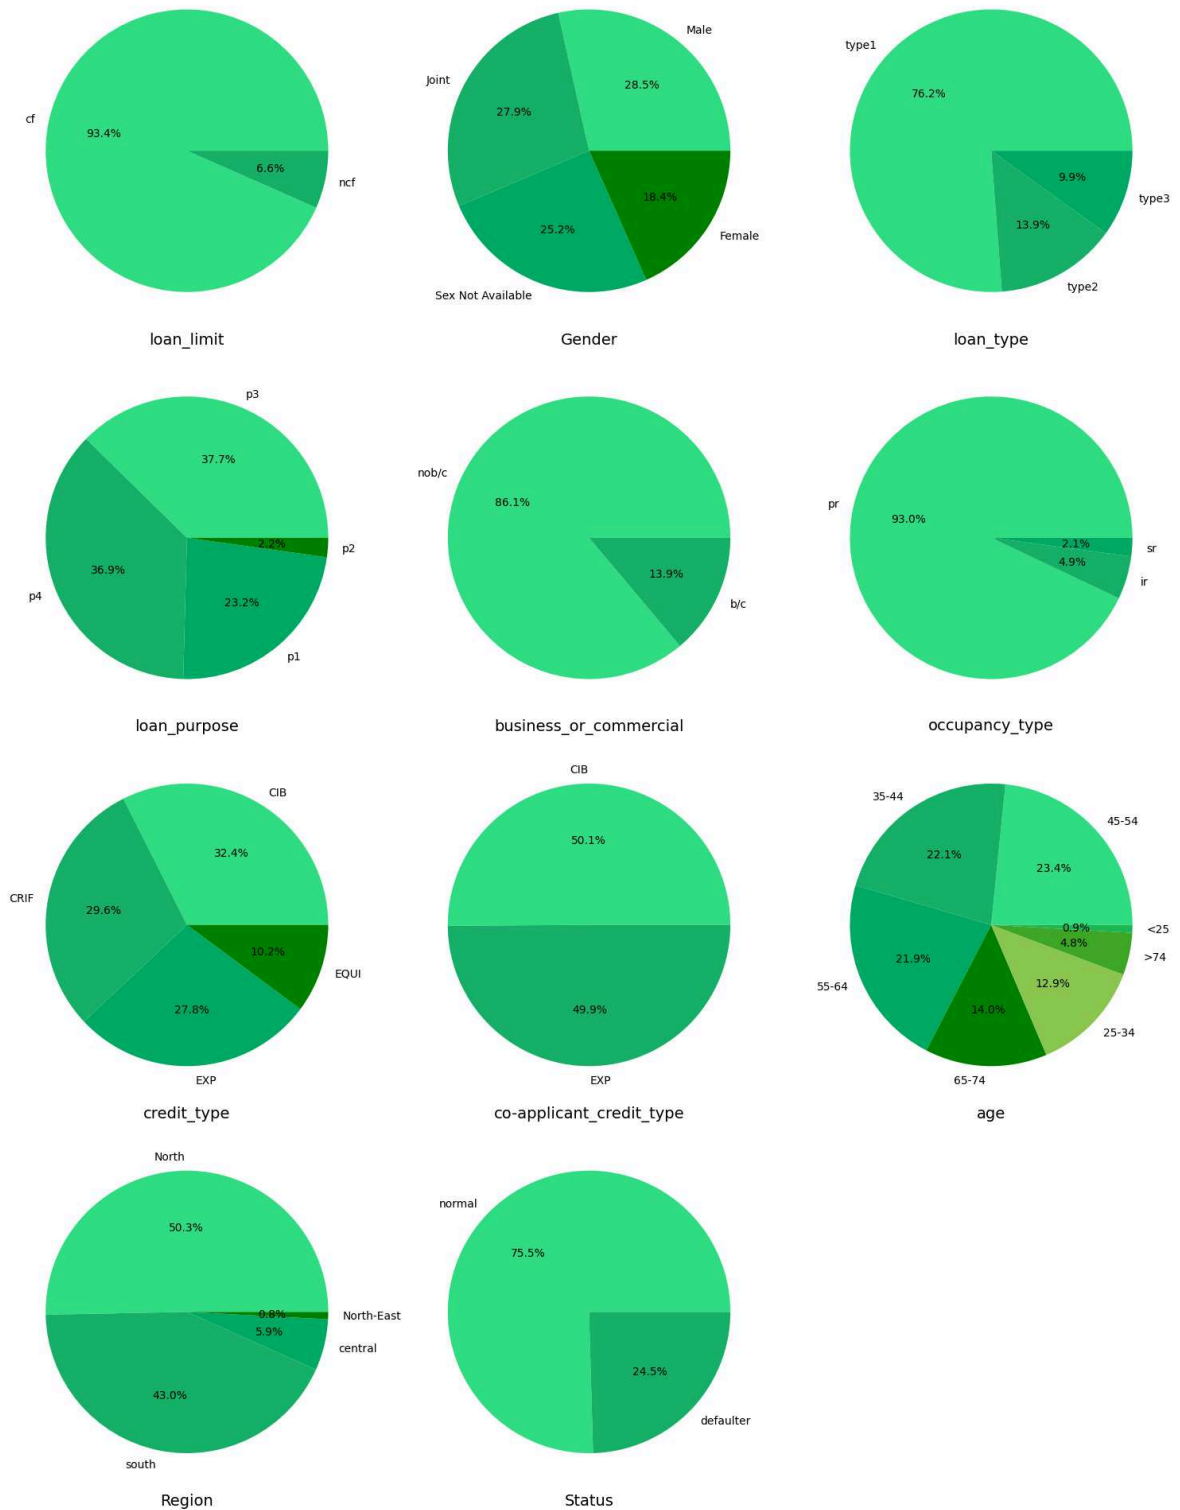 cf
93.4%
6.6%
ncf
loan_limit
Male
Joint
28.5%
27.9%
18.4%
25.2%
Female
Sex Not Available
Gender
type1
76.2%
9.9%
type3
13.9%
type2
loan_type
p3
37.7%
2.2%
p2
36.9%
p4
23.2%
p1
loan_purpose
nob/c
86.1%
13.9%
b/c
business_or_commercial
pr
93.0%
2.1%
sr
4.9%
ir
occupancy_type
CIB
32.4%
CRIF
29.6%
10.2%
EQUI
27.8%
EXP
credit_type
CIB
50.1%
49.9%
EXP
co-applicant_credit_type
35-44
45-54
22.1%
23.4%
0.9%
<25
4.8%
>74
21.9%
55-64
12.9%
14.0%
25-34
65-74
age
North
50.3%
0.8%
North-East
5.9%
central
43.0%
south
Region
normal
75.5%
24.5%
defaulter
Status